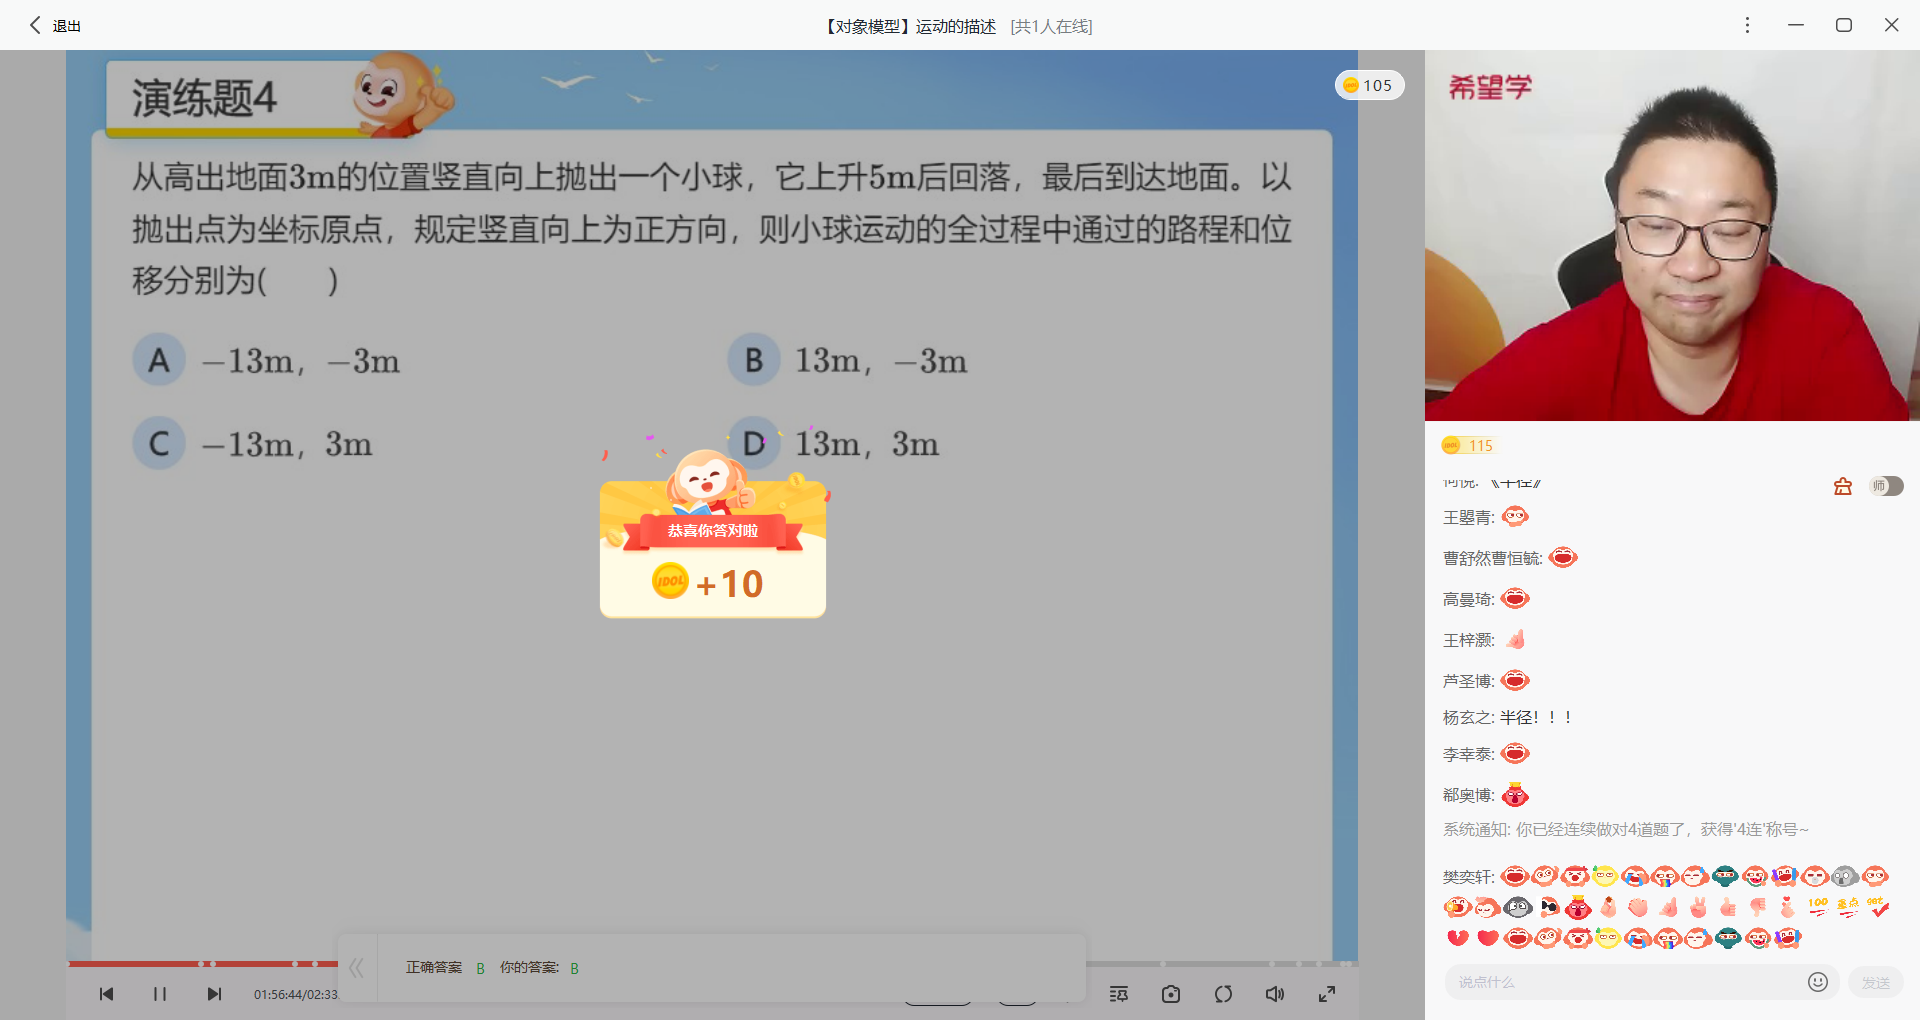 退出
【对象模型】运动的描述 [共1人在线]
演练题4
105
从高出地面3m的位置竖直向上抛出一个小球，它上升5m后回落，最后到达地面。以
抛出点为坐标原点，规定竖直向上为正方向，则小球运动的全过程中通过的路程和位
移分别为(　　)
A −13m，−3m
B 13m，−3m
C −13m，3m
D 13m，3m
恭喜你答对啦
IDOL +10
正确答案 B 你的答案: B
01:56:44/02:33
希望学
115
师
王曌青:
曹舒然曹恒毓:
高曼琦:
王梓灏:
芦圣博:
杨玄之: 半径！！！
李幸泰:
郗奥博:
系统通知: 你已经连续做对4道题了，获得'4连'称号~
樊奕轩:
100 重点 get
说点什么
发送